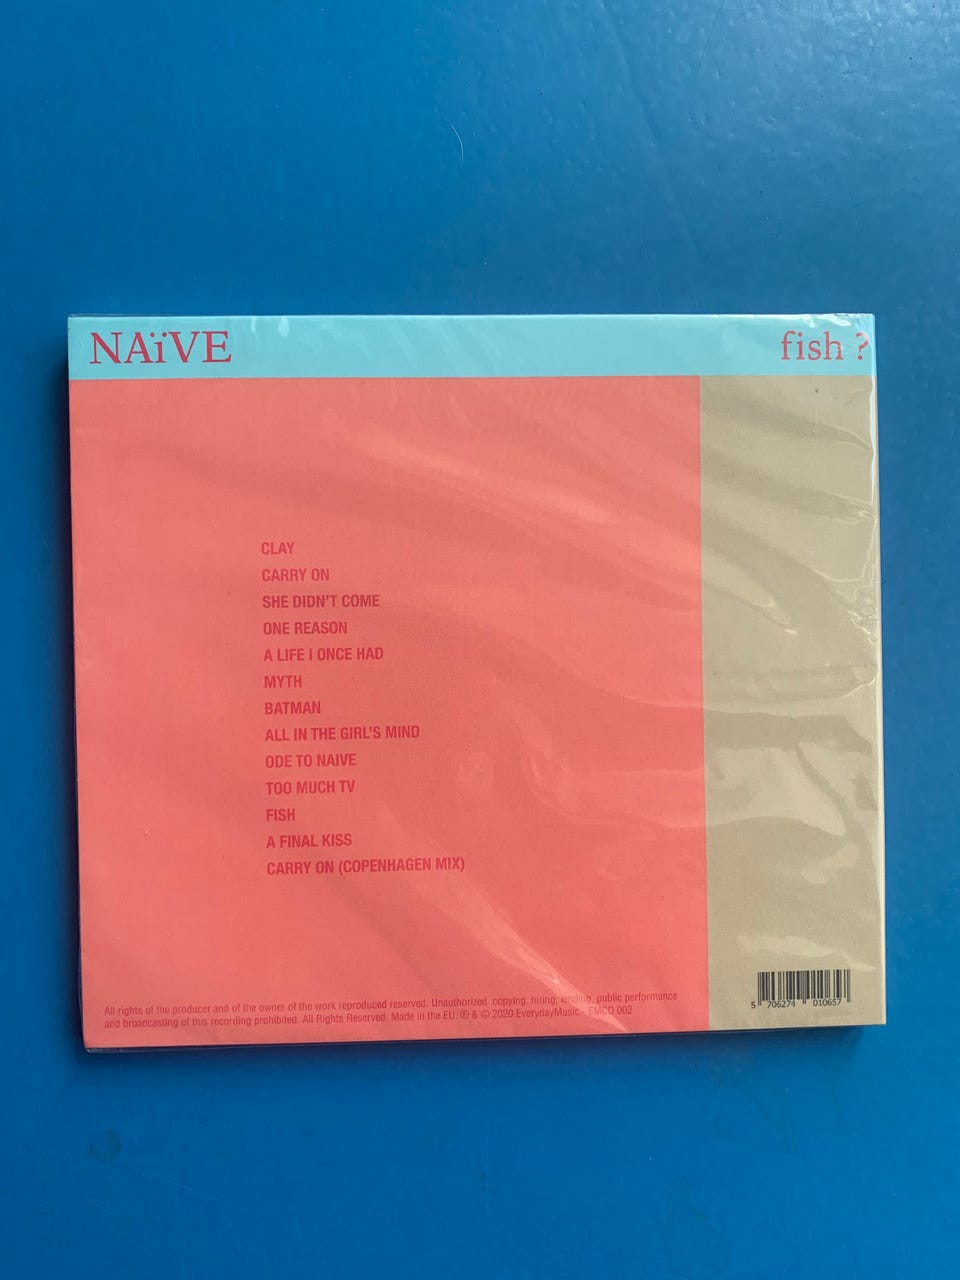 NAïVE
fish ?
CLAY
CARRY ON
SHE DIDN'T COME
ONE REASON
A LIFE I ONCE HAD
MYTH
BATMAN
ALL IN THE GIRL'S MIND
ODE TO NAIVE
TOO MUCH TV
FISH
A FINAL KISS
CARRY ON (COPENHAGEN MIX)
All rights of the producer and of the owner of the work reproduced reserved. Unauthorized copying, hiring, lending, public performance
and broadcasting of this recording prohibited. All Rights Reserved. Made in the EU. ℗ & © 2020 EverydayMusic - EMCD 002
5 706274 010657